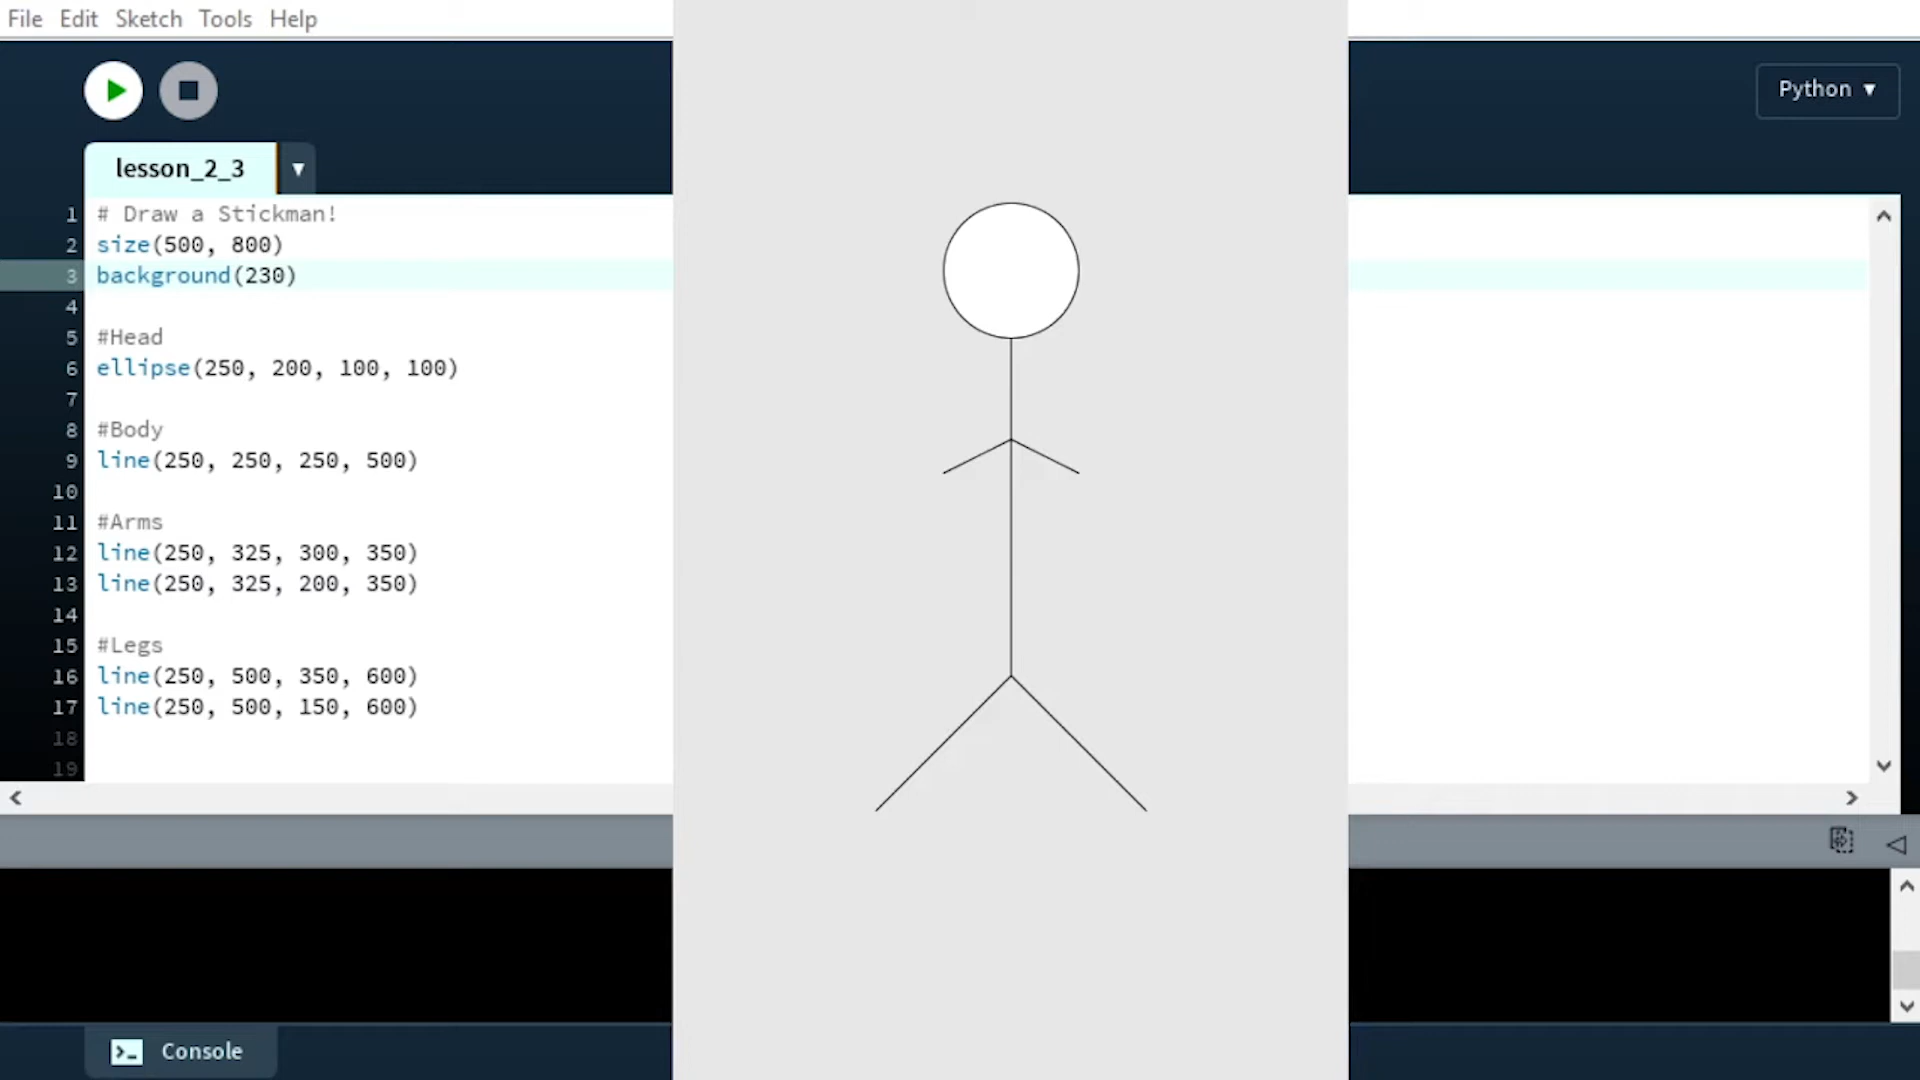 File Edit Sketch Tools Help
Python ▼
lesson_2_3 ▼
1 # Draw a Stickman!
2 size(500, 800)
3 background(230)
4
5 #Head
6 ellipse(250, 200, 100, 100)
7
8 #Body
9 line(250, 250, 250, 500)
10
11 #Arms
12 line(250, 325, 300, 350)
13 line(250, 325, 200, 350)
14
15 #Legs
16 line(250, 500, 350, 600)
17 line(250, 500, 150, 600)
18
19
Console